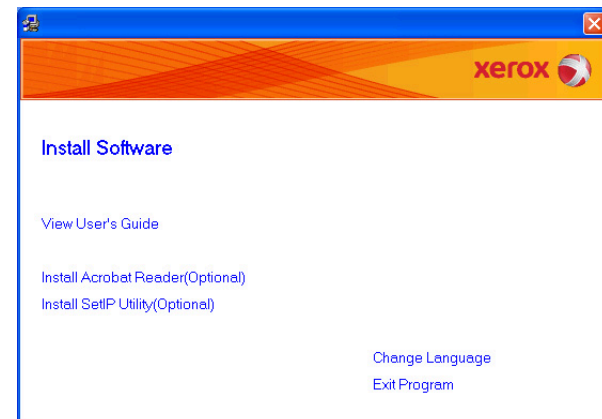 xerox
Install Software
View User's Guide
Install Acrobat Reader(Optional)
Install SetIP Utility(Optional)
Change Language
Exit Program